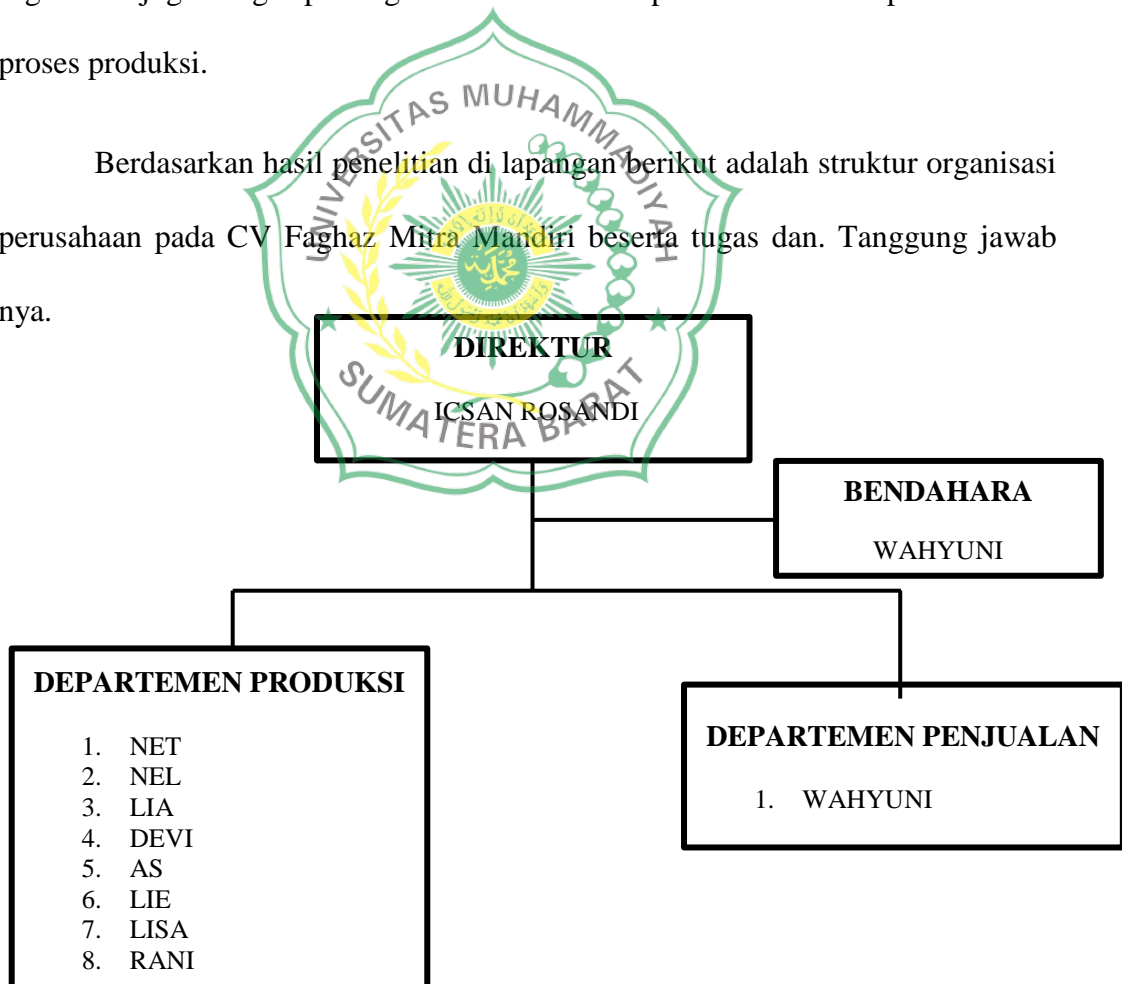 proses produksi.
Berdasarkan hasil penelitian di lapangan berikut adalah struktur organisasi
perusahaan pada CV Faghaz Mitra Mandiri beserta tugas dan. Tanggung jawab
nya.
UNIVERSITAS MUHAMMADIYAH
SUMATERA BARAT
DIREKTUR
ICSAN ROSANDI
BENDAHARA
WAHYUNI
DEPARTEMEN PRODUKSI
1. NET
2. NEL
3. LIA
4. DEVI
5. AS
6. LIE
7. LISA
8. RANI
DEPARTEMEN PENJUALAN
1. WAHYUNI